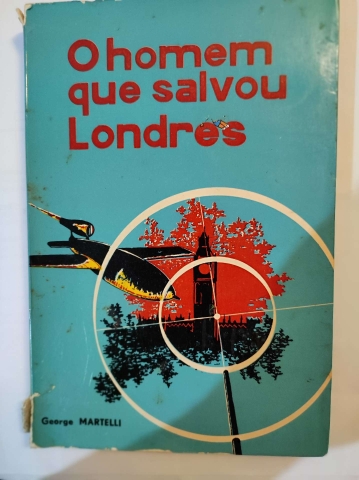 O homem
que salvou
Londres
George MARTELLI